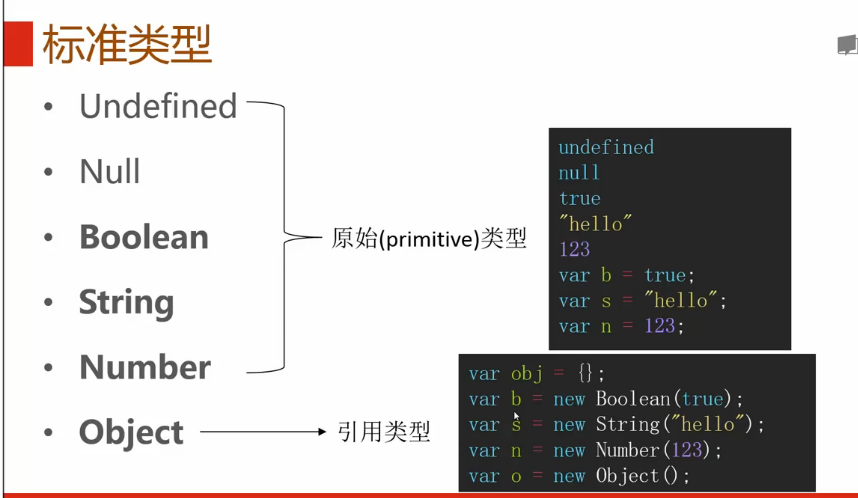 标准类型
• Undefined
• Null
• Boolean
• String
• Number
• Object
原始(primitive)类型
引用类型
undefined
null
true
"hello"
123
var b = true;
var s = "hello";
var n = 123;
var obj = {};
var b = new Boolean(true);
var s = new String("hello");
var n = new Number(123);
var o = new Object();